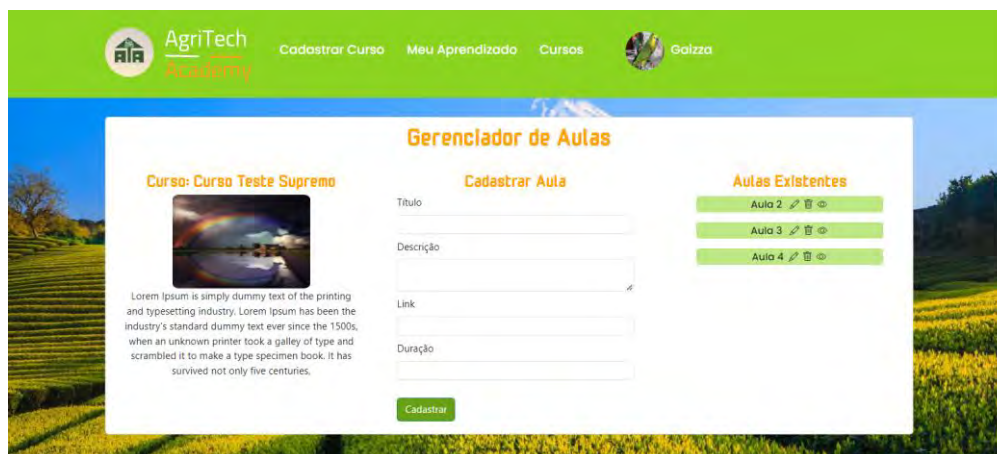 ATA
AgriTech
Academy
Cadastrar Curso
Meu Aprendizado
Cursos
Gaizza
Gerenciador de Aulas
Curso: Curso Teste Supremo
Lorem Ipsum is simply dummy text of the printing
and typesetting industry. Lorem Ipsum has been the
industry's standard dummy text ever since the 1500s,
when an unknown printer took a galley of type and
scrambled it to make a type specimen book. It has
survived not only five centuries,
Cadastrar Aula
Título
Descrição
Link
Duração
Cadastrar
Aulas Existentes
Aula 2
Aula 3
Aula 4